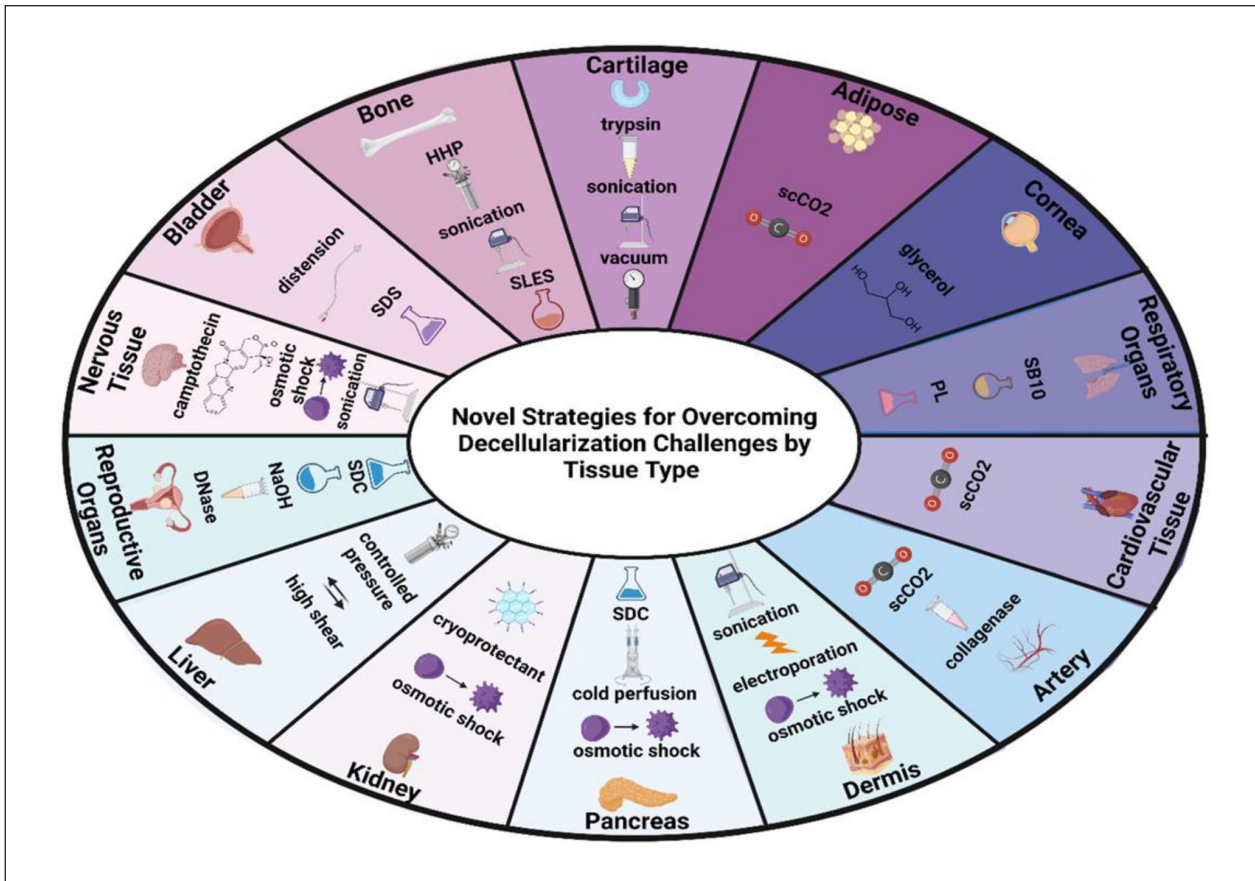 Cartilage
trypsin
sonication
vacuum
Adipose
scCO2
O C O
Cornea
glycerol
HO
OH
OH
Respiratory
Organs
SB10
PL
Cardiovascular
Tissue
scCO2
O C O
Artery
collagenase
scCO2
O C O
Dermis
sonication
electroporation
osmotic shock
Pancreas
SDC
cold perfusion
osmotic shock
Kidney
cryoprotectant
osmotic shock
Liver
high shear
controlled
pressure
Reproductive
Organs
DNase
NaOH
SDC
Nervous
Tissue
camptothecin
osmotic
shock
sonication
Bladder
distension
SDS
Bone
HHP
sonication
SLES
Novel Strategies for Overcoming
Decellularization Challenges by
Tissue Type